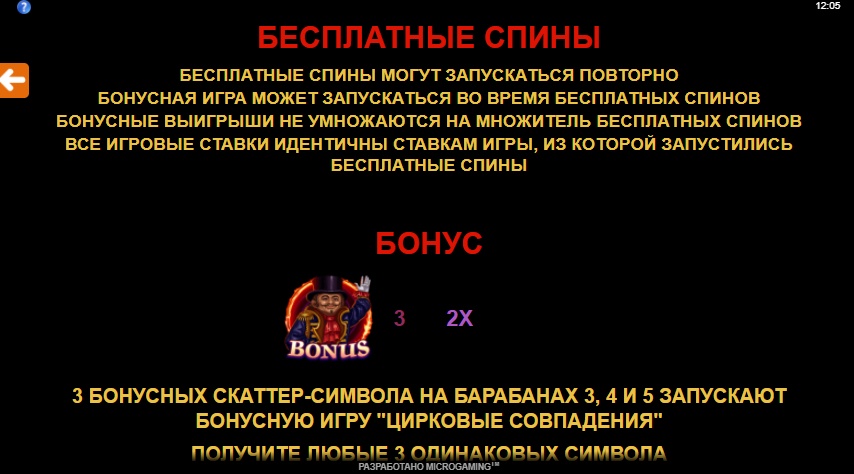 ?
12:05
БЕСПЛАТНЫЕ СПИНЫ
БЕСПЛАТНЫЕ СПИНЫ МОГУТ ЗАПУСКАТЬСЯ ПОВТОРНО
БОНУСНАЯ ИГРА МОЖЕТ ЗАПУСКАТЬСЯ ВО ВРЕМЯ БЕСПЛАТНЫХ СПИНОВ
БОНУСНЫЕ ВЫИГРЫШИ НЕ УМНОЖАЮТСЯ НА МНОЖИТЕЛЬ БЕСПЛАТНЫХ СПИНОВ
ВСЕ ИГРОВЫЕ СТАВКИ ИДЕНТИЧНЫ СТАВКАМ ИГРЫ, ИЗ КОТОРОЙ ЗАПУСТИЛИСЬ
БЕСПЛАТНЫЕ СПИНЫ
БОНУС
BONUS 3 2X
3 БОНУСНЫХ СКАТТЕР-СИМВОЛА НА БАРАБАНАХ 3, 4 И 5 ЗАПУСКАЮТ
БОНУСНУЮ ИГРУ "ЦИРКОВЫЕ СОВПАДЕНИЯ"
ПОЛУЧИТЕ ЛЮБЫЕ 3 ОДИНАКОВЫХ СИМВОЛА
РАЗРАБОТАНО MICROGAMING™